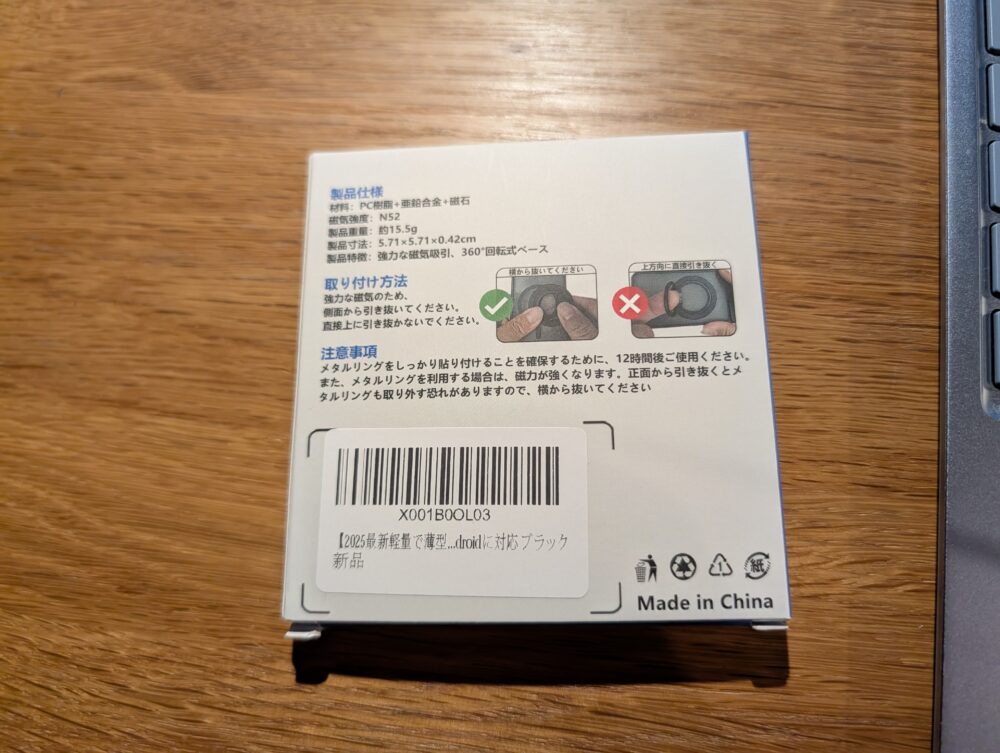 製品仕様
材料：PC樹脂+亜鉛合金+磁石
磁気強度：N52
製品重量：約15.5g
製品寸法：5.71×5.71×0.42cm
製品特徴：強力な磁気吸引、360°回転式ベース
取り付け方法
強力な磁気のため、
側面から引き抜いてください。
直接上に引き抜かないでください。
横から抜いてください
上方向に直接引き抜く
注意事項
メタルリングをしっかり貼り付けることを確保するために、12時間後ご使用ください。
また、メタルリングを利用する場合は、磁力が強くなります。正面から引き抜くとメ
タルリングも取り外す恐れがありますので、横から抜いてください
X001B0OL03
【2025最新軽量で薄型...droidに対応 ブラック
新品
1
紙
Made in China